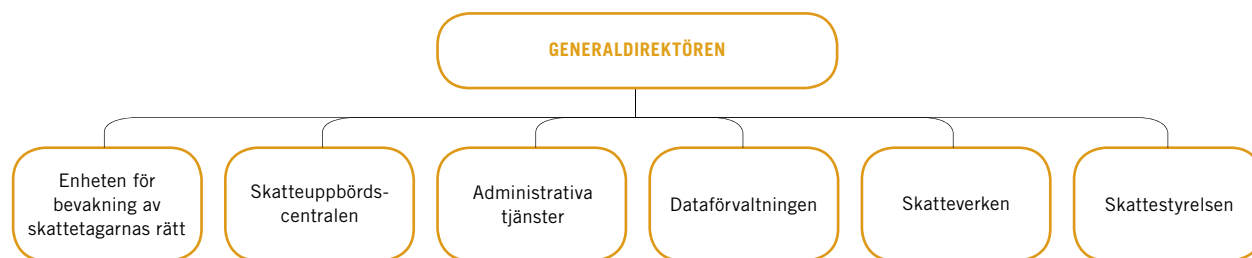 GENERALDIREKTÖREN
Enheten för
bevakning av
skattetagarnas rätt
Skatteuppbörds-
centralen
Administrativa
tjänster
Dataförvaltningen
Skatteverken
Skattestyrelsen